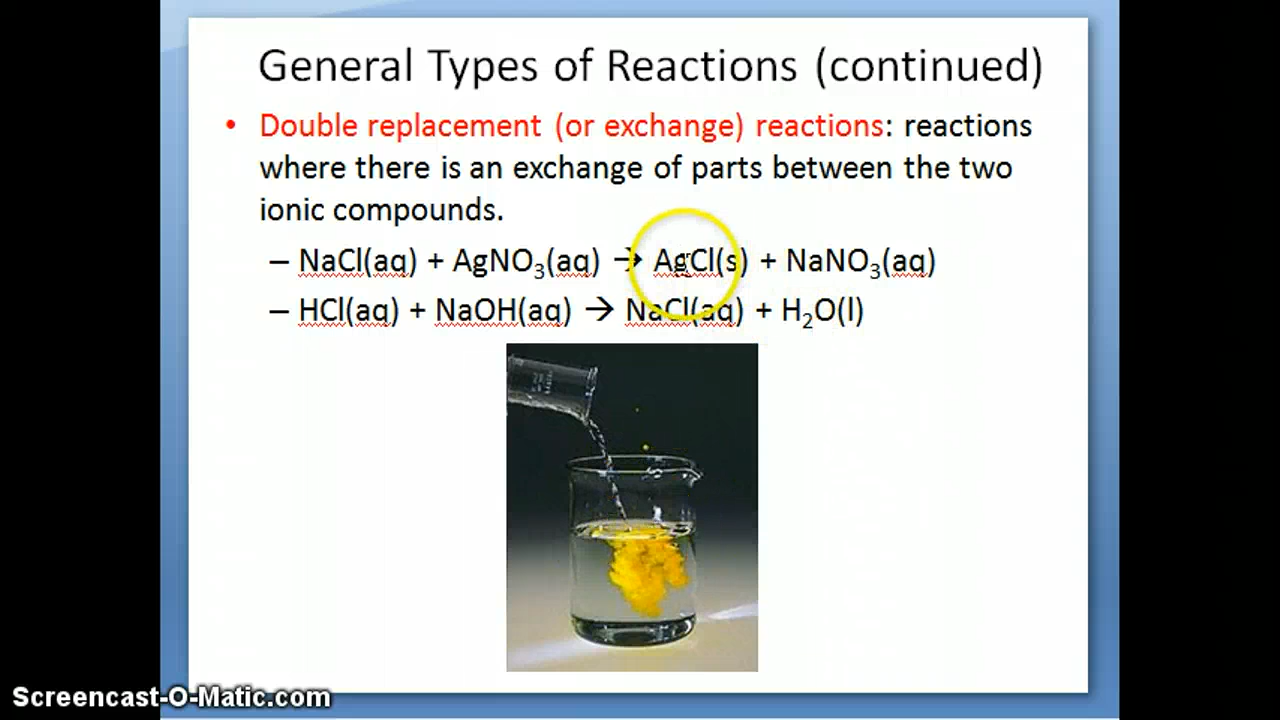 General Types of Reactions (continued)
• Double replacement (or exchange) reactions: reactions
where there is an exchange of parts between the two
ionic compounds.
– NaCl(aq) + AgNO₃(aq) → AgCl(s) + NaNO₃(aq)
– HCl(aq) + NaOH(aq) → NaCl(aq) + H₂O(l)
Screencast-O-Matic.com